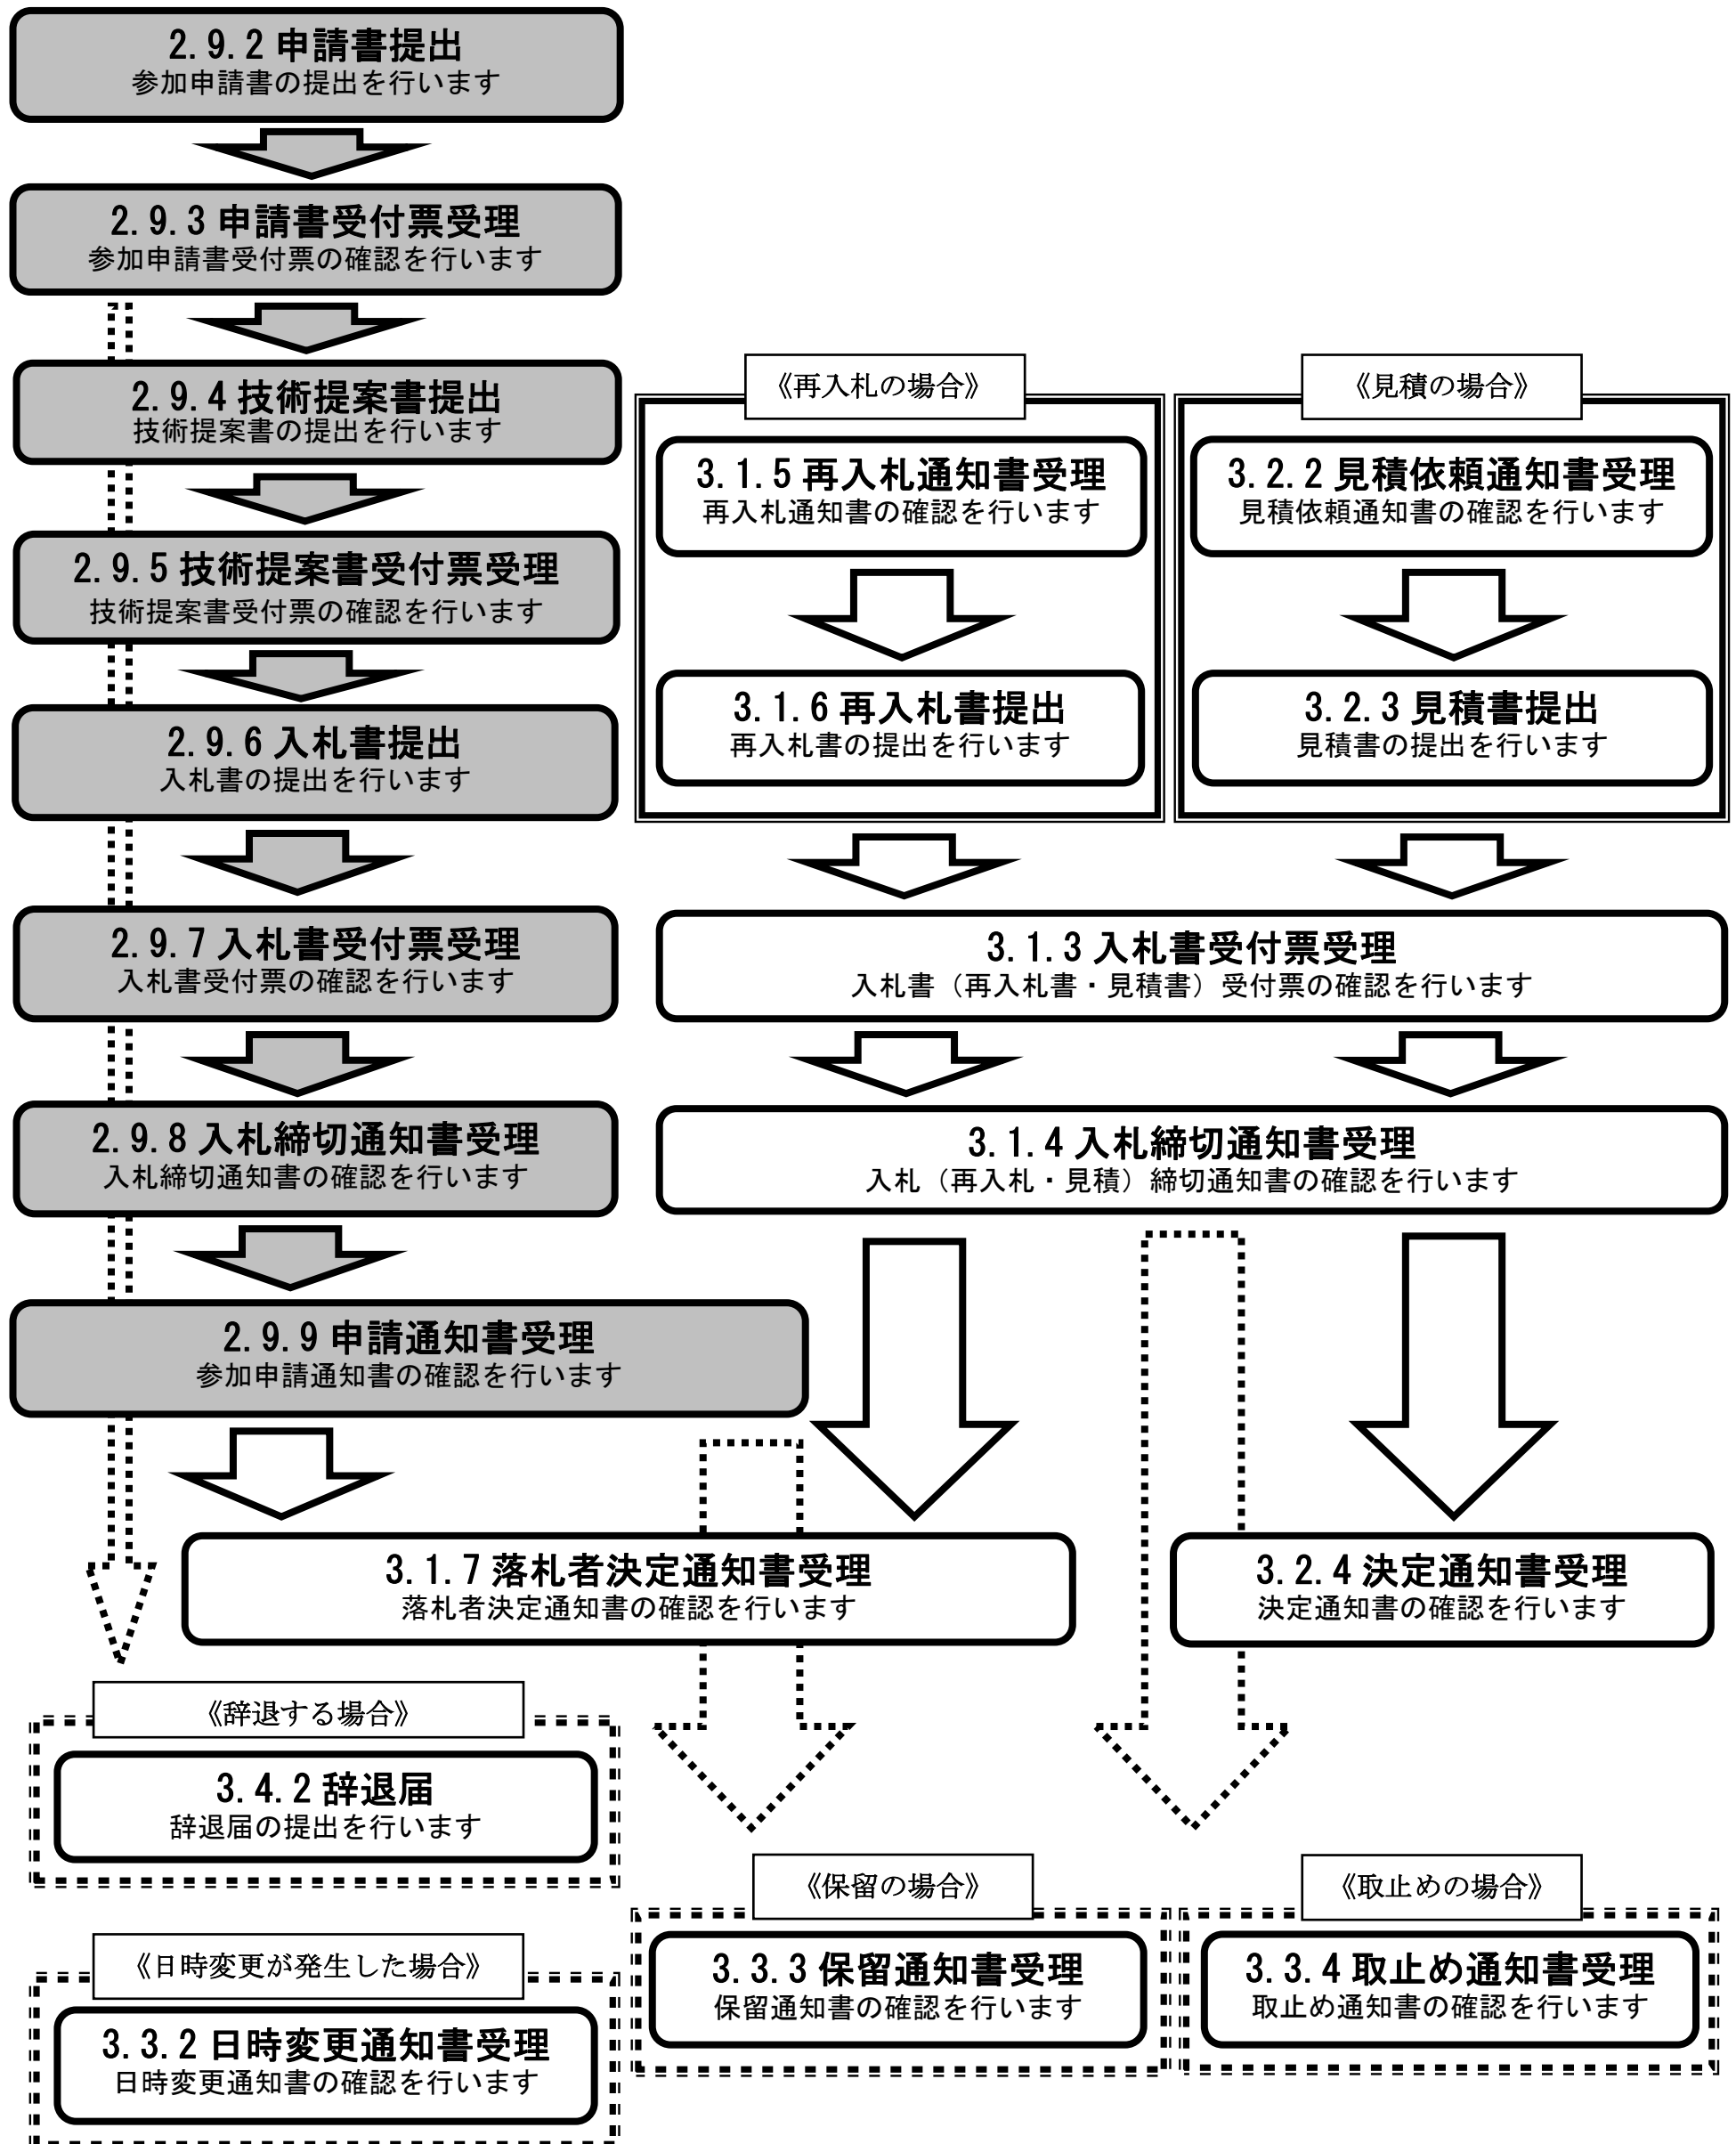 2.9.2 申請書提出
参加申請書の提出を行います
2.9.3 申請書受付票受理
参加申請書受付票の確認を行います
2.9.4 技術提案書提出
技術提案書の提出を行います
2.9.5 技術提案書受付票受理
技術提案書受付票の確認を行います
2.9.6 入札書提出
入札書の提出を行います
2.9.7 入札書受付票受理
入札書受付票の確認を行います
2.9.8 入札締切通知書受理
入札締切通知書の確認を行います
2.9.9 申請通知書受理
参加申請通知書の確認を行います
《再入札の場合》
3.1.5 再入札通知書受理
再入札通知書の確認を行います
3.1.6 再入札書提出
再入札書の提出を行います
《見積の場合》
3.2.2 見積依頼通知書受理
見積依頼通知書の確認を行います
3.2.3 見積書提出
見積書の提出を行います
3.1.3 入札書受付票受理
入札書（再入札書・見積書）受付票の確認を行います
3.1.4 入札締切通知書受理
入札（再入札・見積）締切通知書の確認を行います
3.1.7 落札者決定通知書受理
落札者決定通知書の確認を行います
3.2.4 決定通知書受理
決定通知書の確認を行います
《辞退する場合》
3.4.2 辞退届
辞退届の提出を行います
《日時変更が発生した場合》
3.3.2 日時変更通知書受理
日時変更通知書の確認を行います
《保留の場合》
3.3.3 保留通知書受理
保留通知書の確認を行います
《取止めの場合》
3.3.4 取止め通知書受理
取止め通知書の確認を行います